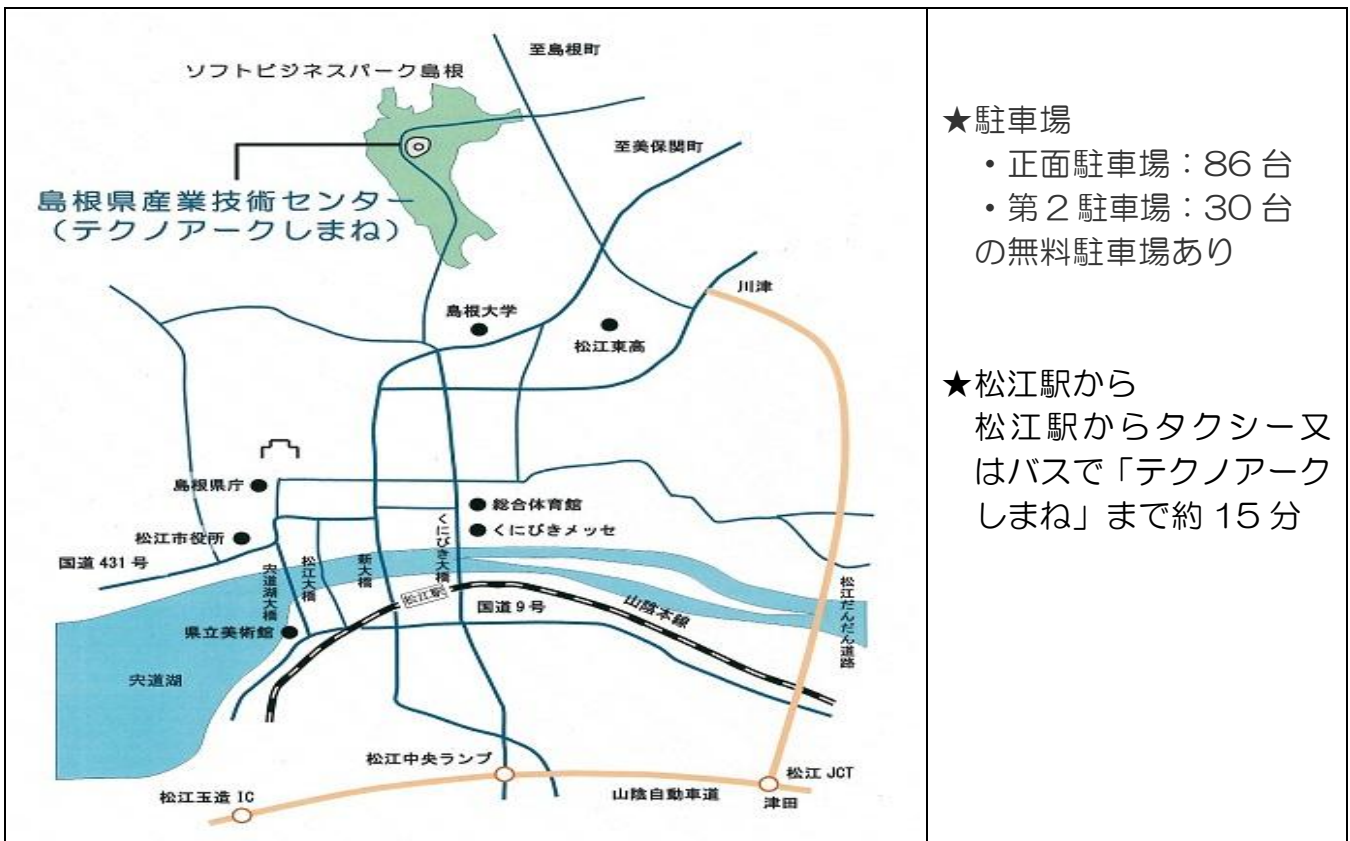 至島根町
ソフトビジネスパーク島根
至美保関町
島根県産業技術センター
(テクノアークしまね)
川津
島根大学
松江東高
島根県庁
総合体育館
松江市役所
くにびきメッセ
国道431号
宍道湖大橋
松江大橋
新大橋
くにびき大橋
松江駅
国道9号
山陰本線
松江だんだん道路
県立美術館
宍道湖
松江中央ランプ
松江JCT
松江玉造IC
山陰自動車道
津田
★駐車場
・正面駐車場:86台
・第2駐車場:30台
の無料駐車場あり
★松江駅から
松江駅からタクシー又
はバスで「テクノアーク
しまね」まで約15分